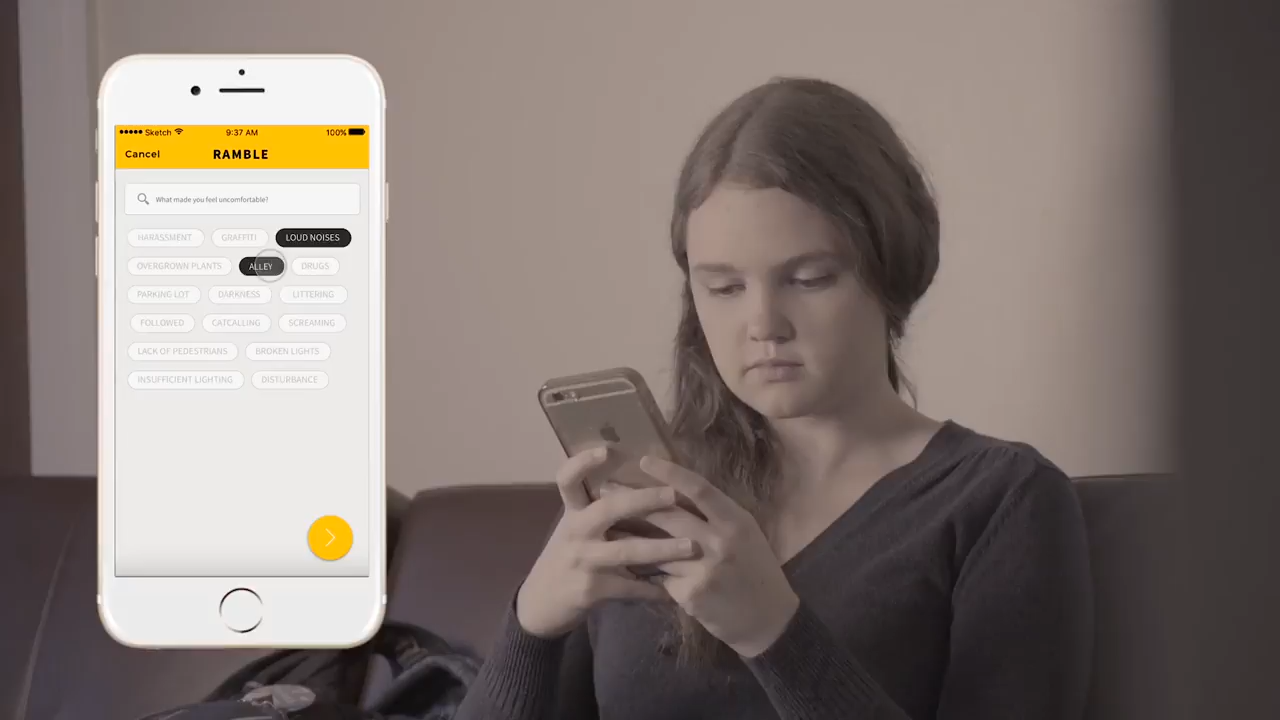 Sketch 9:37 AM 100%
Cancel RAMBLE
What made you feel uncomfortable?
HARASSMENT GRAFFITI LOUD NOISES
OVERGROWN PLANTS ALLEY DRUGS
PARKING LOT DARKNESS LITTERING
FOLLOWED CATCALLING SCREAMING
LACK OF PEDESTRIANS BROKEN LIGHTS
INSUFFICIENT LIGHTING DISTURBANCE